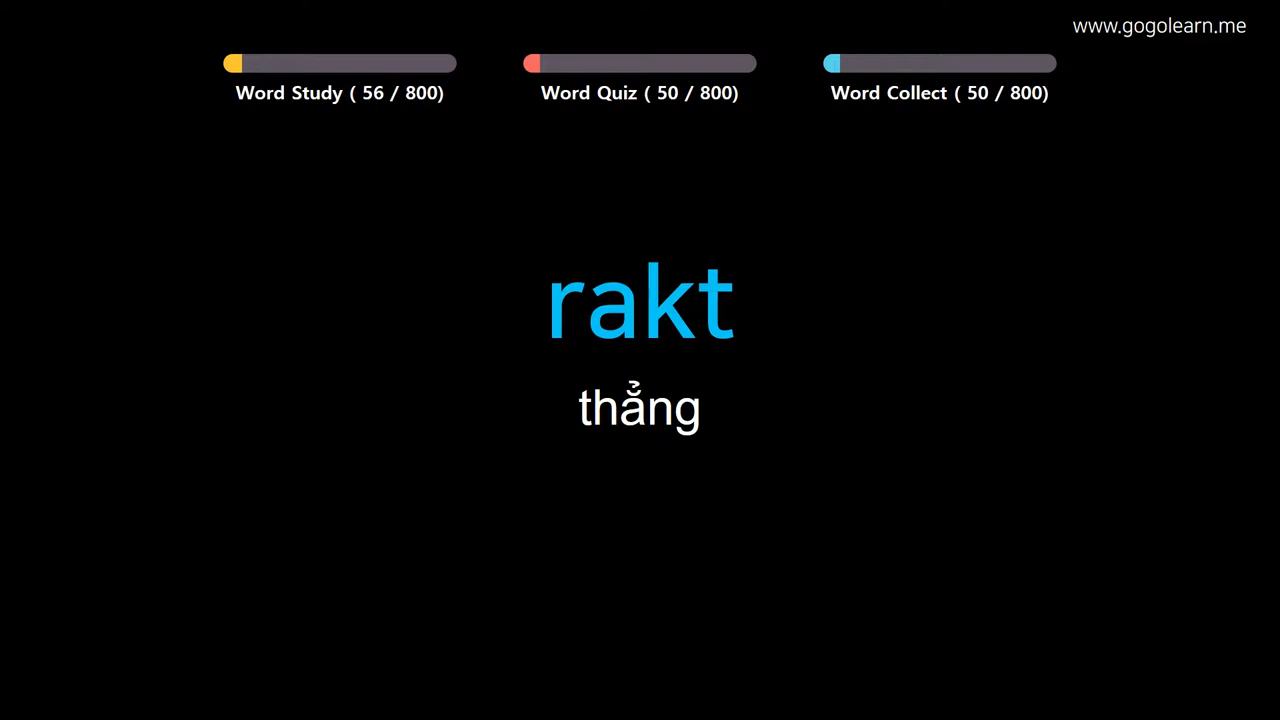 www.gogolearn.me
Word Study ( 56 / 800)
Word Quiz ( 50 / 800)
Word Collect ( 50 / 800)
rakt
thẳng